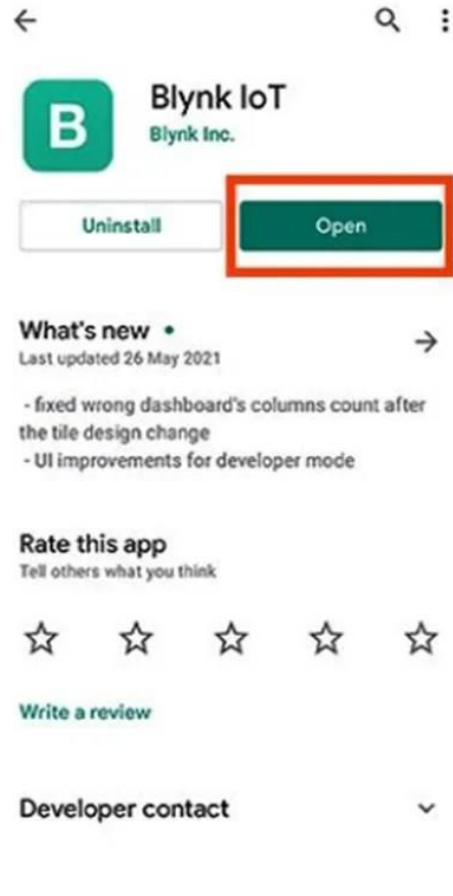 B
Blynk IoT
Blynk Inc.
Uninstall
Open
What's new •
Last updated 26 May 2021
- fixed wrong dashboard's columns count after
the tile design change
- UI improvements for developer mode
Rate this app
Tell others what you think
Write a review
Developer contact